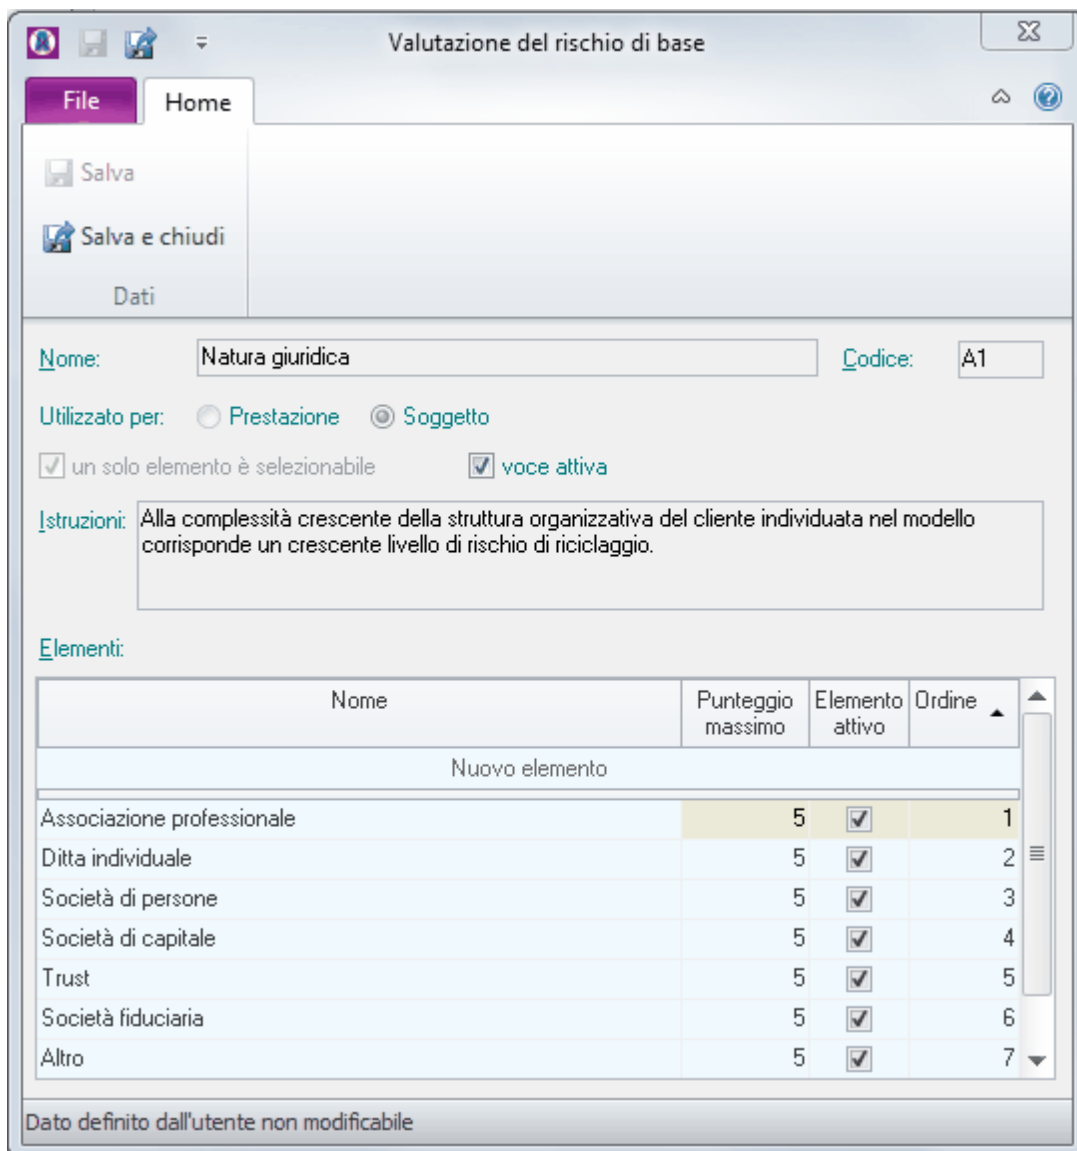 Valutazione del rischio di base
File Home
Salva
Salva e chiudi
Dati
Nome: Natura giuridica Codice: A1
Utilizzato per: Prestazione Soggetto
un solo elemento è selezionabile voce attiva
Istruzioni: Alla complessità crescente della struttura organizzativa del cliente individuata nel modello
corrisponde un crescente livello di rischio di riciclaggio.
Elementi:
Nome Punteggio massimo Elemento attivo Ordine
Nuovo elemento
Associazione professionale 5 1
Ditta individuale 5 2
Società di persone 5 3
Società di capitale 5 4
Trust 5 5
Società fiduciaria 5 6
Altro 5 7
Dato definito dall'utente non modificabile